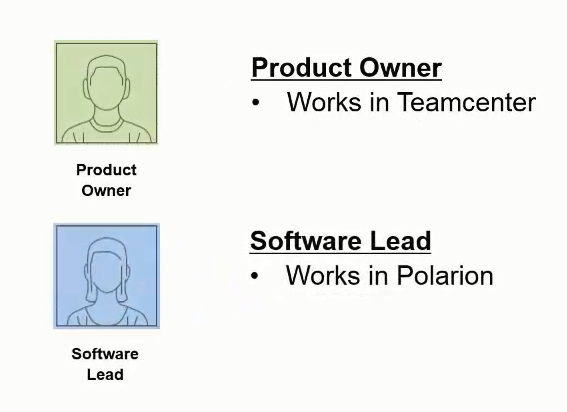 Product Owner
• Works in Teamcenter
Product
Owner
Software Lead
• Works in Polarion
Software
Lead